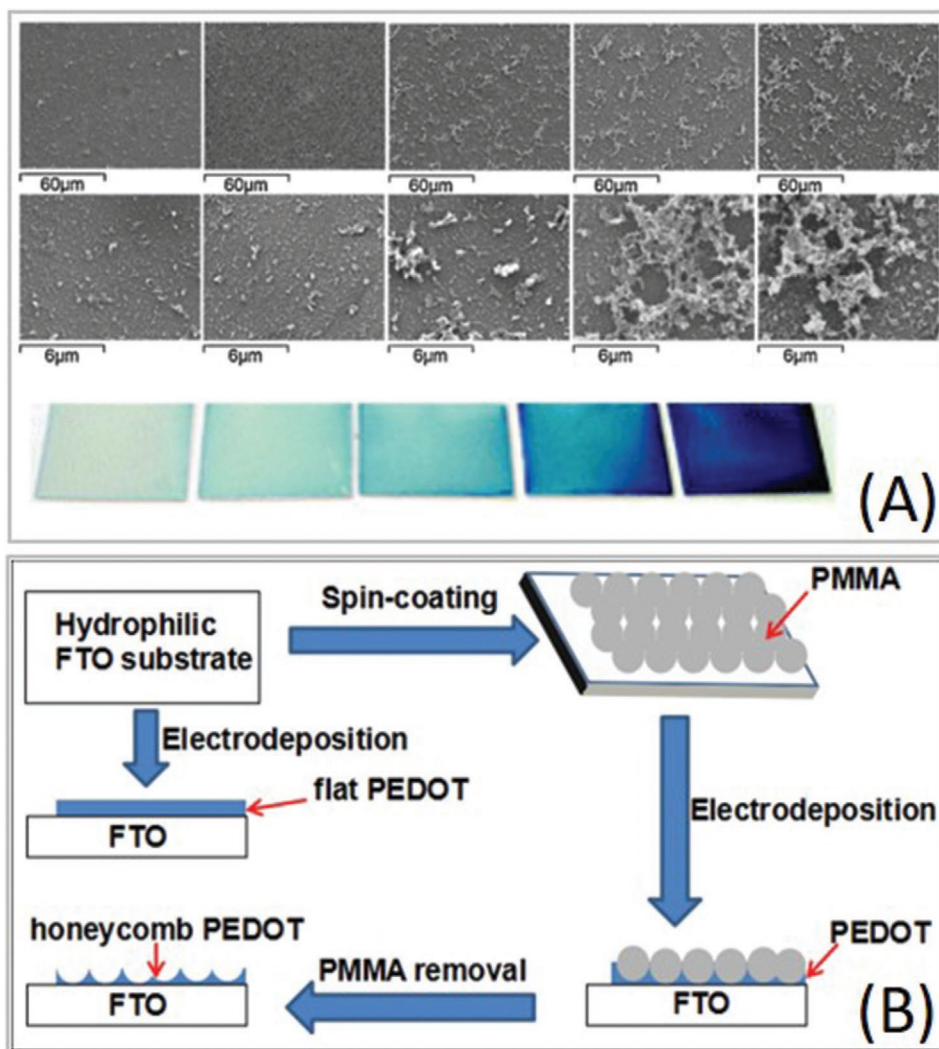 60µm 60µm 60µm 60µm 60µm
6µm 6µm 6µm 6µm 6µm
(A)
Hydrophilic
FTO substrate
Spin-coating
PMMA
Electrodeposition
flat PEDOT
FTO
Electrodeposition
honeycomb PEDOT
FTO
PMMA removal
PEDOT
FTO
(B)